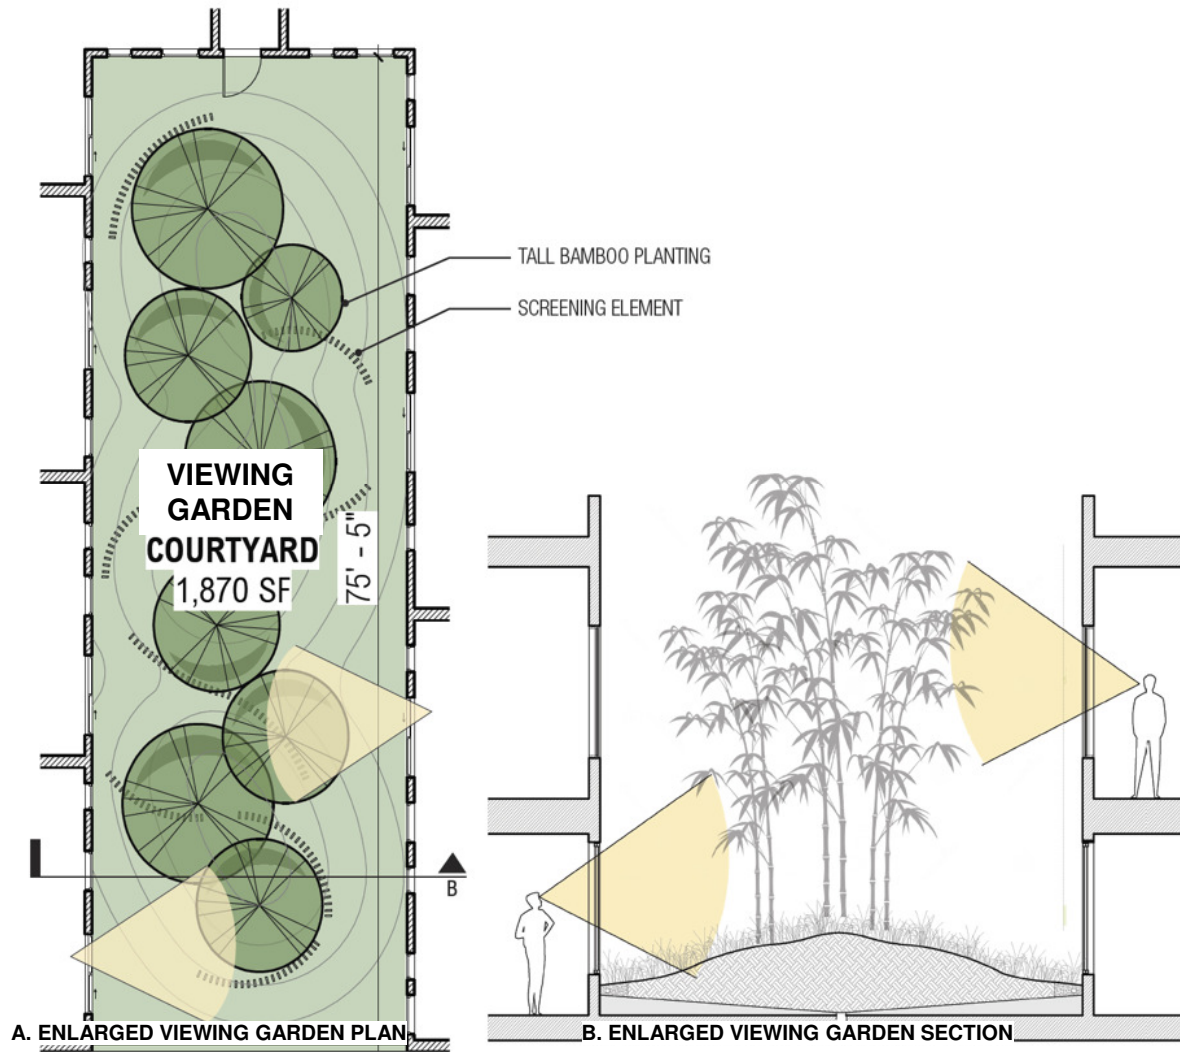 TALL BAMBOO PLANTING
SCREENING ELEMENT
VIEWING
GARDEN
COURTYARD
1,870 SF
75' - 5"
B
A. ENLARGED VIEWING GARDEN PLAN
B. ENLARGED VIEWING GARDEN SECTION